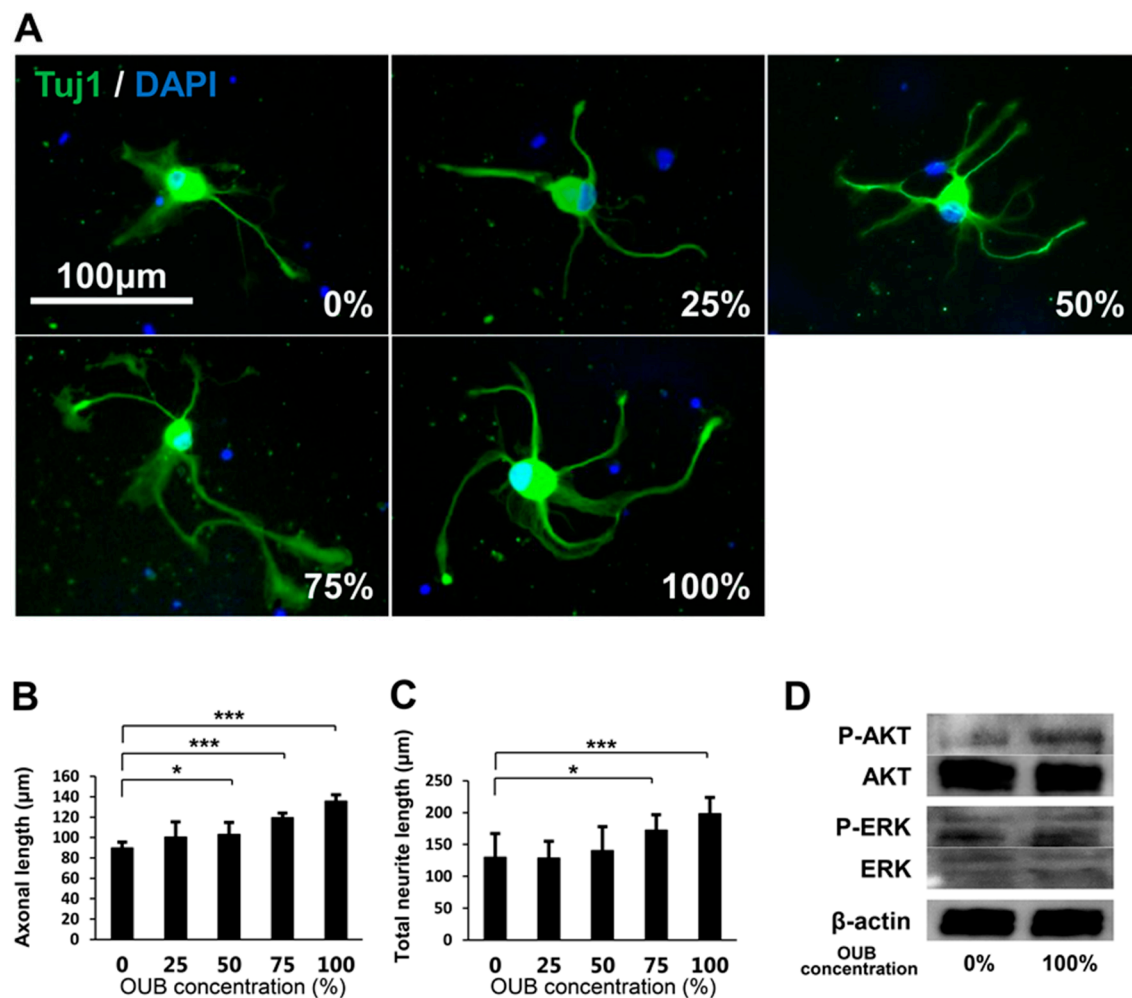 A
Tuj1 / DAPI
100µm
0%
25%
50%
75%
100%
B
***
***
*
Axonal length (µm)
160
140
120
100
80
60
40
20
0
0 25 50 75 100
OUB concentration (%)
C
***
*
Total neurite length (µm)
250
200
150
100
50
0
0 25 50 75 100
OUB concentration (%)
D
P-AKT
AKT
P-ERK
ERK
β-actin
OUB
concentration
0% 100%